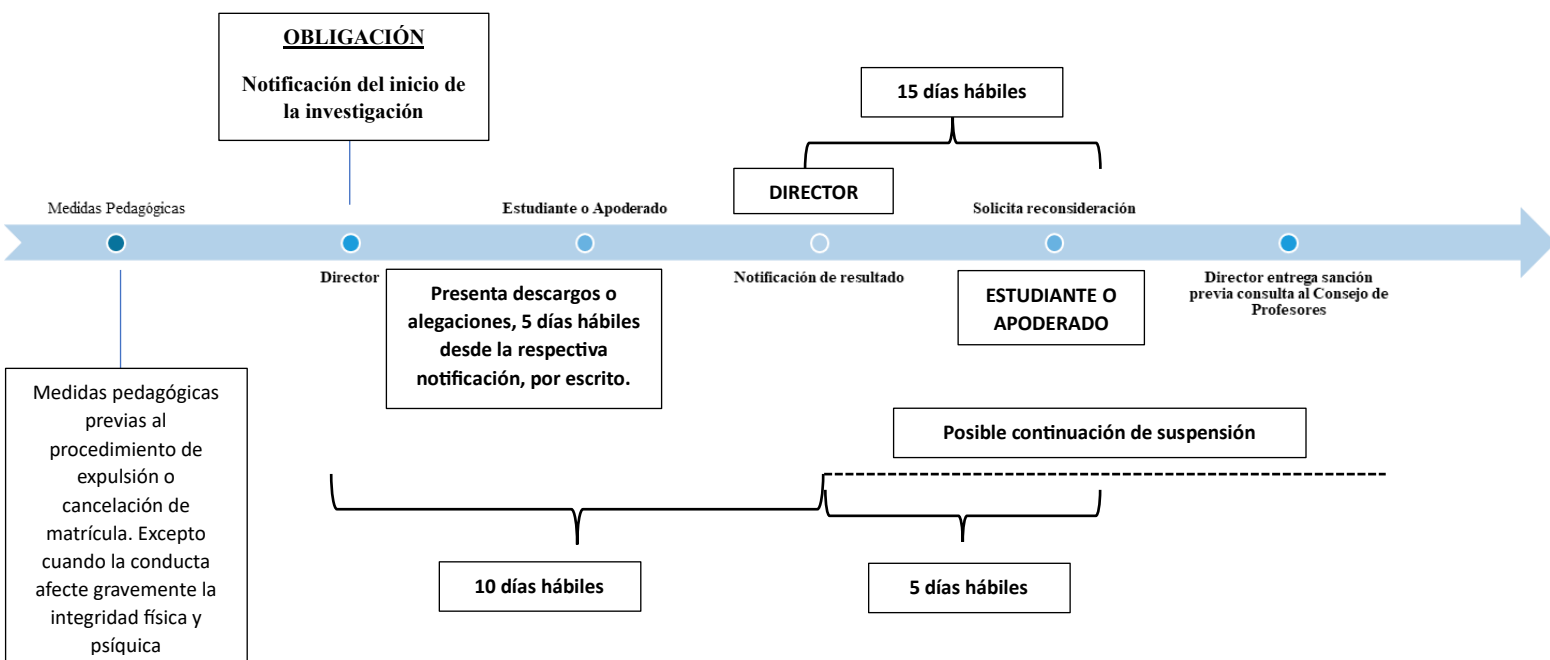 OBLIGACIÓN
Notificación del inicio de
la investigación
15 días hábiles
DIRECTOR
Medidas Pedagógicas
Estudiante o Apoderado
Solicita reconsideración
Director
Notificación de resultado
Director entrega sanción
previa consulta al Consejo de
Profesores
Presenta descargos o
alegaciones, 5 días hábiles
desde la respectiva
notificación, por escrito.
ESTUDIANTE O
APODERADO
Medidas pedagógicas
previas al
procedimiento de
expulsión o
cancelación de
matrícula. Excepto
cuando la conducta
afecte gravemente la
integridad física y
psíquica
Posible continuación de suspensión
10 días hábiles
5 días hábiles